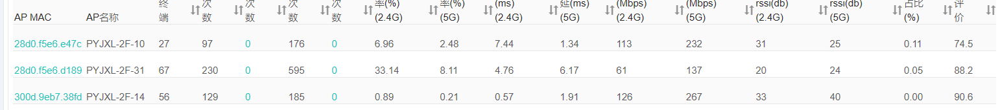 终 次 次 次 次 率(%) 率(%) (ms) 延(ms) (Mbps) (Mbps) rssi(db) rssi(db) 占比 评
AP MAC AP名称 端 数 数 数 数 (2.4G) (5G) (2.4G) (5G) (2.4G) (5G) (2.4G) (5G) (%) 价
28d0.f5e6.e47c PYJXL-2F-10 27 97 0 176 0 6.96 2.48 7.44 1.34 113 232 31 25 0.11 74.5
28d0.f5e6.d189 PYJXL-2F-31 67 230 0 595 0 33.14 8.11 4.76 6.17 61 137 20 24 0.05 88.2
300d.9eb7.38fd PYJXL-2F-14 56 129 0 185 0 0.89 0.21 0.57 1.91 126 267 33 40 0.00 90.6